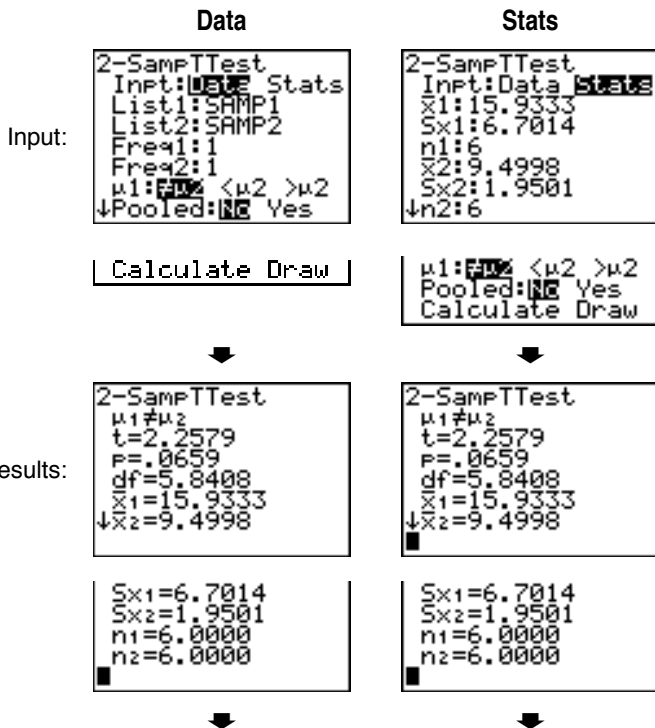 Data
Stats
Input:
2-SampTTest
Inpt:Data Stats
List1:SAMP1
List2:SAMP2
Freq1:1
Freq2:1
μ1:≠μ2 <μ2 >μ2
↓Pooled:No Yes
Calculate Draw
2-SampTTest
Inpt:Data Stats
x̄1:15.9333
Sx1:6.7014
n1:6
x̄2:9.4998
Sx2:1.9501
↓n2:6
μ1:≠μ2 <μ2 >μ2
Pooled:No Yes
Calculate Draw
esults:
2-SampTTest
μ1≠μ2
t=2.2579
p=.0659
df=5.8408
x̄1=15.9333
↓x̄2=9.4998
Sx1=6.7014
Sx2=1.9501
n1=6.0000
n2=6.0000
2-SampTTest
μ1≠μ2
t=2.2579
p=.0659
df=5.8408
x̄1=15.9333
↓x̄2=9.4998
Sx1=6.7014
Sx2=1.9501
n1=6.0000
n2=6.0000